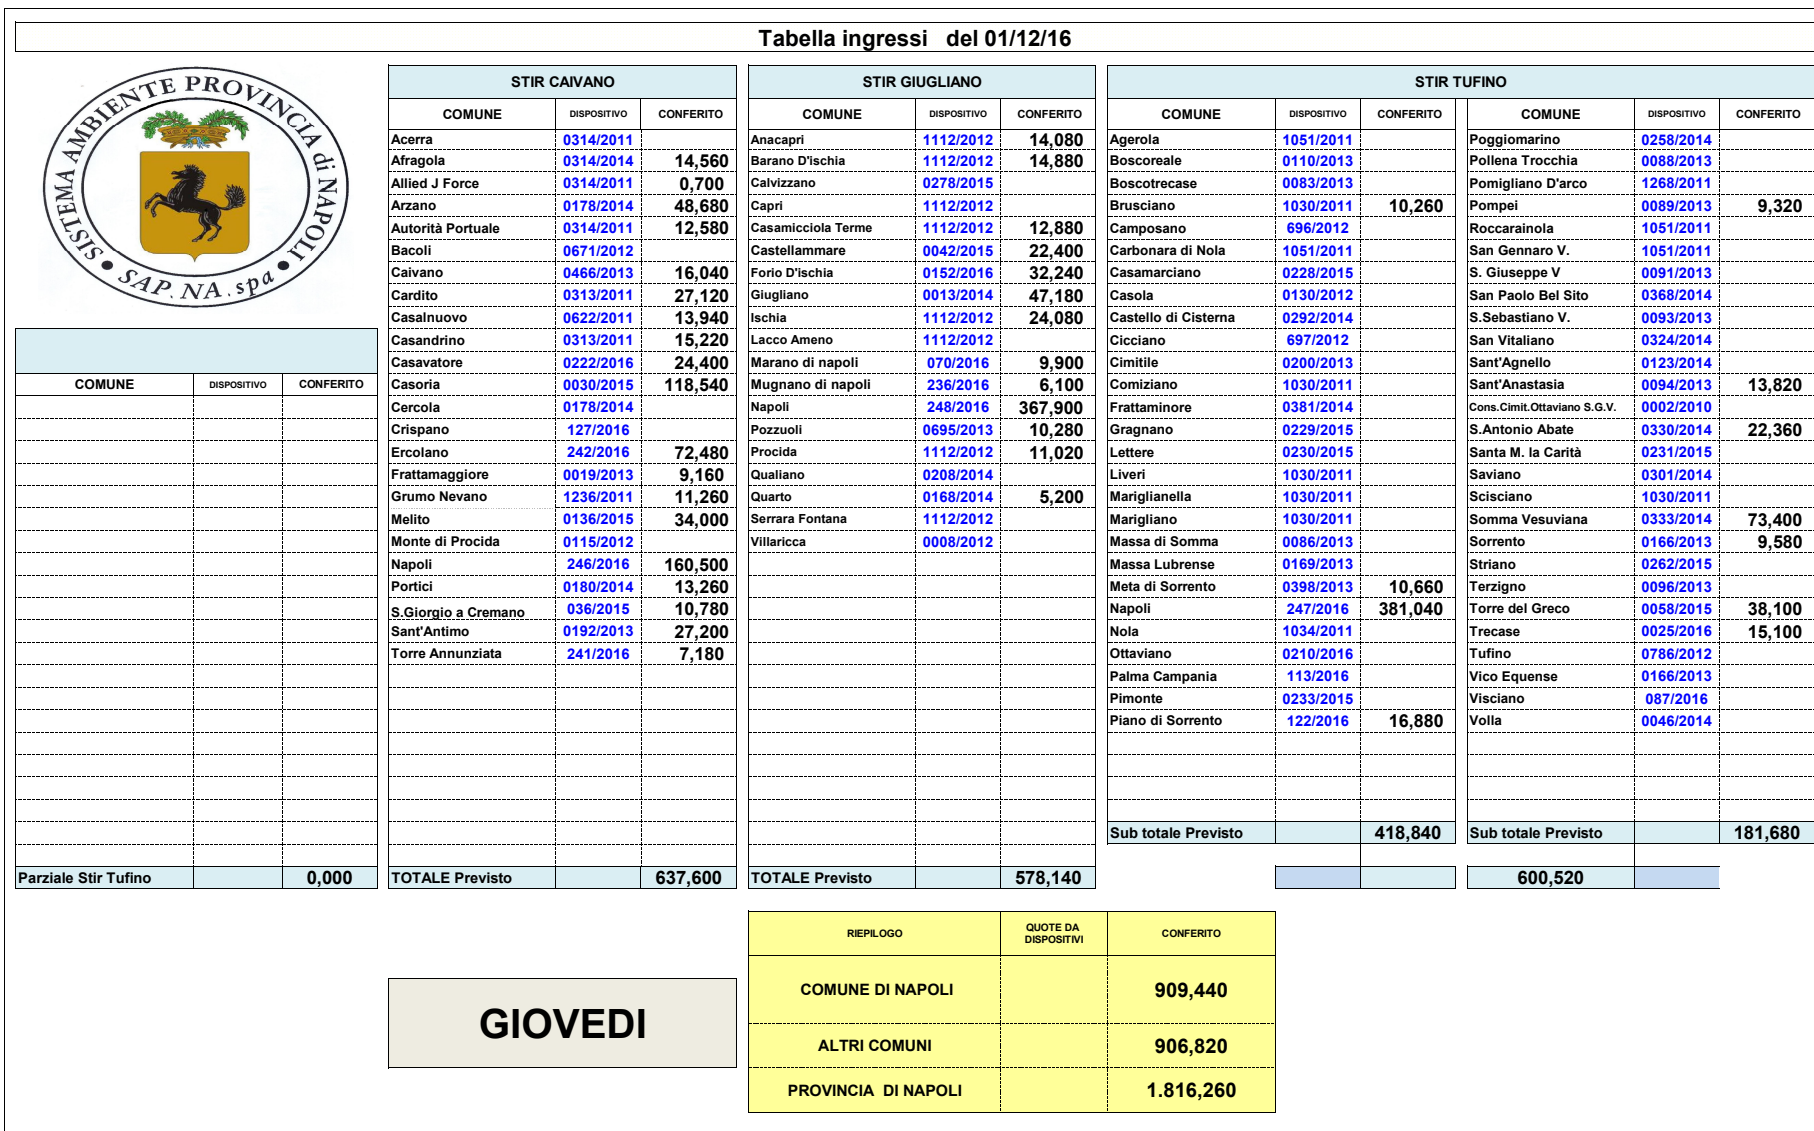 Tabella ingressi del 01/12/16
SISTEMA AMBIENTE PROVINCIA di NAPOLI
SAP.NA.spa
COMUNE DISPOSITIVO CONFERITO
Parziale Stir Tufino 0,000
STIR CAIVANO
COMUNE DISPOSITIVO CONFERITO
Acerra 0314/2011
Afragola 0314/2014 14,560
Allied J Force 0314/2011 0,700
Arzano 0178/2014 48,680
Autorità Portuale 0314/2011 12,580
Bacoli 0671/2012
Caivano 0466/2013 16,040
Cardito 0313/2011 27,120
Casalnuovo 0622/2011 13,940
Casandrino 0313/2011 15,220
Casavatore 0222/2016 24,400
Casoria 0030/2015 118,540
Cercola 0178/2014
Crispano 127/2016
Ercolano 242/2016 72,480
Frattamaggiore 0019/2013 9,160
Grumo Nevano 1236/2011 11,260
Melito 0136/2015 34,000
Monte di Procida 0115/2012
Napoli 246/2016 160,500
Portici 0180/2014 13,260
S.Giorgio a Cremano 036/2015 10,780
Sant'Antimo 0192/2013 27,200
Torre Annunziata 241/2016 7,180
TOTALE Previsto 637,600
STIR GIUGLIANO
COMUNE DISPOSITIVO CONFERITO
Anacapri 1112/2012 14,080
Barano D'ischia 1112/2012 14,880
Calvizzano 0278/2015
Capri 1112/2012
Casamicciola Terme 1112/2012 12,880
Castellammare 0042/2015 22,400
Forio D'ischia 0152/2016 32,240
Giugliano 0013/2014 47,180
Ischia 1112/2012 24,080
Lacco Ameno 1112/2012
Marano di napoli 070/2016 9,900
Mugnano di napoli 236/2016 6,100
Napoli 248/2016 367,900
Pozzuoli 0695/2013 10,280
Procida 1112/2012 11,020
Qualiano 0208/2014
Quarto 0168/2014 5,200
Serrara Fontana 1112/2012
Villaricca 0008/2012
TOTALE Previsto 578,140
STIR TUFINO
COMUNE DISPOSITIVO CONFERITO
Agerola 1051/2011
Boscoreale 0110/2013
Boscotrecase 0083/2013
Brusciano 1030/2011 10,260
Camposano 696/2012
Carbonara di Nola 1051/2011
Casamarciano 0228/2015
Casola 0130/2012
Castello di Cisterna 0292/2014
Cicciano 697/2012
Cimitile 0200/2013
Comiziano 1030/2011
Frattaminore 0381/2014
Gragnano 0229/2015
Lettere 0230/2015
Liveri 1030/2011
Mariglianella 1030/2011
Marigliano 1030/2011
Massa di Somma 0086/2013
Massa Lubrense 0169/2013
Meta di Sorrento 0398/2013 10,660
Napoli 247/2016 381,040
Nola 1034/2011
Ottaviano 0210/2016
Palma Campania 113/2016
Pimonte 0233/2015
Piano di Sorrento 122/2016 16,880
Sub totale Previsto 418,840
COMUNE DISPOSITIVO CONFERITO
Poggiomarino 0258/2014
Pollena Trocchia 0088/2013
Pomigliano D'arco 1268/2011
Pompei 0089/2013 9,320
Roccarainola 1051/2011
San Gennaro V. 1051/2011
S. Giuseppe V 0091/2013
San Paolo Bel Sito 0368/2014
S.Sebastiano V. 0093/2013
San Vitaliano 0324/2014
Sant'Agnello 0123/2014
Sant'Anastasia 0094/2013 13,820
Cons.Cimit.Ottaviano S.G.V. 0002/2010
S.Antonio Abate 0330/2014 22,360
Santa M. la Carità 0231/2015
Saviano 0301/2014
Scisciano 1030/2011
Somma Vesuviana 0333/2014 73,400
Sorrento 0166/2013 9,580
Striano 0262/2015
Terzigno 0096/2013
Torre del Greco 0058/2015 38,100
Trecase 0025/2016 15,100
Tufino 0786/2012
Vico Equense 0166/2013
Visciano 087/2016
Volla 0046/2014
Sub totale Previsto 181,680
600,520
GIOVEDI
RIEPILOGO QUOTE DA DISPOSITIVI CONFERITO
COMUNE DI NAPOLI 909,440
ALTRI COMUNI 906,820
PROVINCIA DI NAPOLI 1.816,260